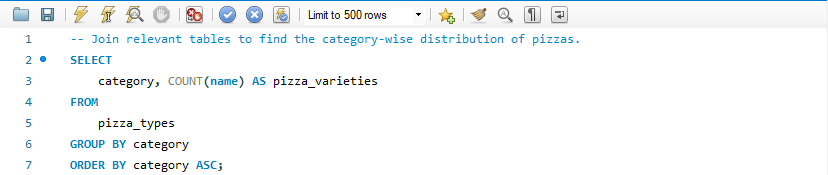 Limit to 500 rows
1 -- Join relevant tables to find the category-wise distribution of pizzas.
2 SELECT
3 category, COUNT(name) AS pizza_varieties
4 FROM
5 pizza_types
6 GROUP BY category
7 ORDER BY category ASC;